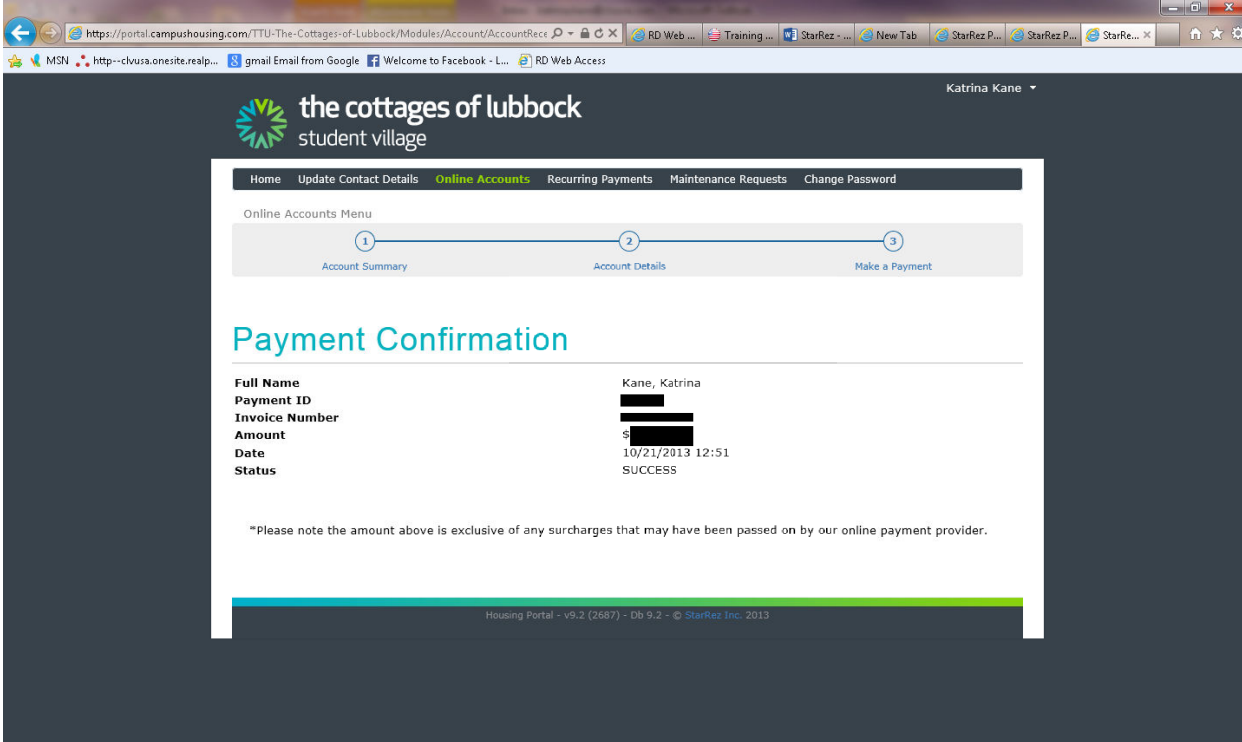 https://portal.campushousing.com/TTU-The-Cottages-of-Lubbock/Modules/Account/AccountRece
RD Web ... Training ... StarRez - ... New Tab StarRez P... StarRez P... StarRe...
MSN http--clvusa.onesite.realp... gmail Email from Google Welcome to Facebook - L... RD Web Access
Katrina Kane
the cottages of lubbock
student village
Home Update Contact Details Online Accounts Recurring Payments Maintenance Requests Change Password
Online Accounts Menu
1 2 3
Account Summary Account Details Make a Payment
Payment Confirmation
Full Name Kane, Katrina
Payment ID
Invoice Number
Amount $
Date 10/21/2013 12:51
Status SUCCESS
*Please note the amount above is exclusive of any surcharges that may have been passed on by our online payment provider.
Housing Portal - v9.2 (2687) - Db 9.2 - © StarRez Inc. 2013